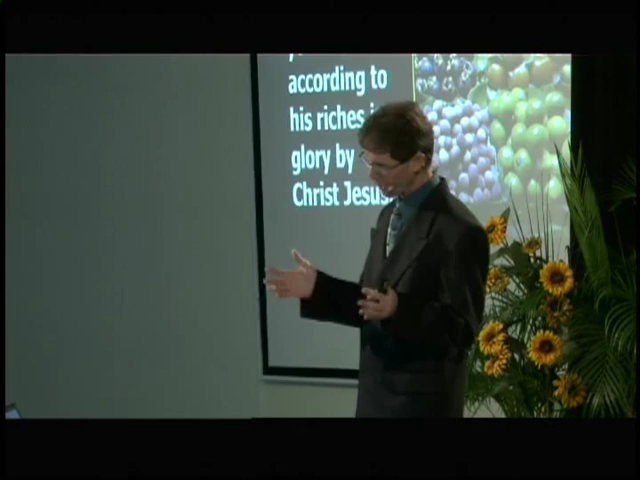 according to
his riches
glory by
Christ Jesus.